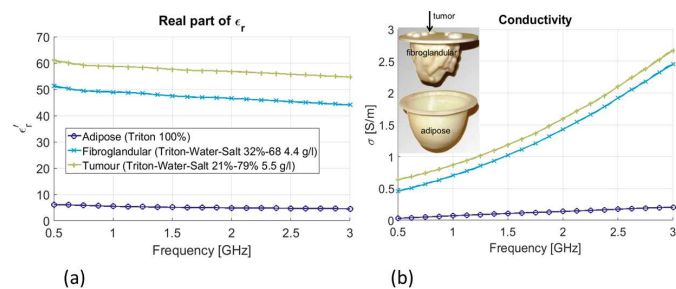 Real part of ϵr
70
60
50
40
30
20
10
0
ϵ'r
Adipose (Triton 100%)
Fibroglandular (Triton-Water-Salt 32%-68 4.4 g/l)
Tumour (Triton-Water-Salt 21%-79% 5.5 g/l)
0.5 1 1.5 2 2.5 3
Frequency [GHz]
(a)
Conductivity
3
2.5
2
1.5
1
0.5
0
σ [S/m]
tumor
fibroglandular
adipose
0.5 1 1.5 2 2.5 3
Frequency [GHz]
(b)